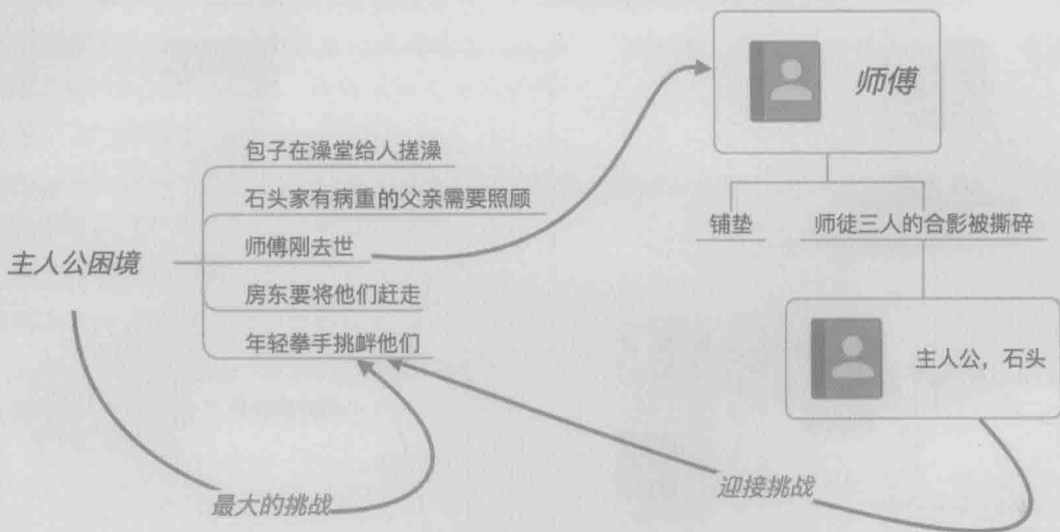 主人公困境
包子在澡堂给人搓澡
石头家有病重的父亲需要照顾
师傅刚去世
房东要将他们赶走
年轻拳手挑衅他们
最大的挑战
师傅
铺垫
师徒三人的合影被撕碎
主人公，石头
迎接挑战